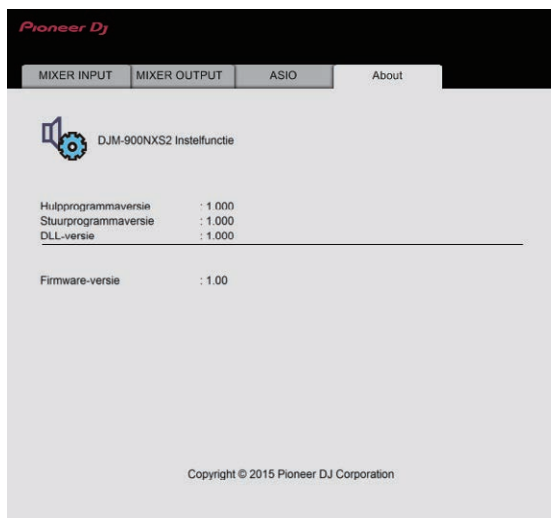 Pioneer Dj
MIXER INPUT MIXER OUTPUT ASIO About
DJM-900NXS2 Instelfunctie
Hulpprogrammaversie : 1.000
Stuurprogrammaversie : 1.000
DLL-versie : 1.000
Firmware-versie : 1.00
Copyright © 2015 Pioneer DJ Corporation